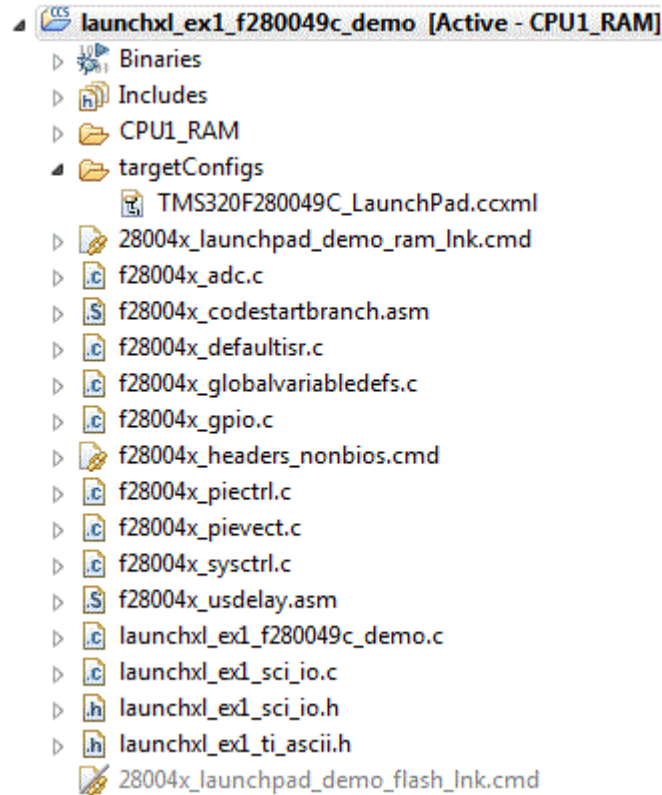 launchxl_ex1_f280049c_demo [Active - CPU1_RAM]
Binaries
Includes
CPU1_RAM
targetConfigs
TMS320F280049C_LaunchPad.ccxml
28004x_launchpad_demo_ram_lnk.cmd
f28004x_adc.c
f28004x_codestartbranch.asm
f28004x_defaultisr.c
f28004x_globalvariabledefs.c
f28004x_gpio.c
f28004x_headers_nonbios.cmd
f28004x_piectrl.c
f28004x_pievect.c
f28004x_sysctrl.c
f28004x_usdelay.asm
launchxl_ex1_f280049c_demo.c
launchxl_ex1_sci_io.c
launchxl_ex1_sci_io.h
launchxl_ex1_ti_ascii.h
28004x_launchpad_demo_flash_lnk.cmd